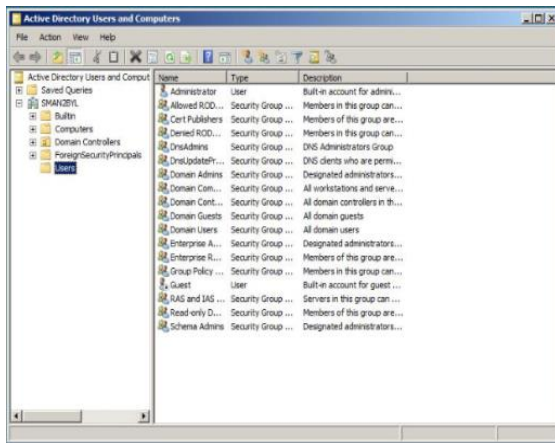 Active Directory Users and Computers
File Action View Help
Active Directory Users and Comput
Saved Queries
SMAN2BYL
Builtin
Computers
Domain Controllers
ForeignSecurityPrincipals
Users
Name Type Description
Administrator User Built-in account for admini...
Allowed ROD... Security Group ... Members in this group can...
Cert Publishers Security Group ... Members of this group are...
Denied ROD... Security Group ... Members in this group can...
DnsAdmins Security Group ... DNS Administrators Group
DnsUpdatePr... Security Group ... DNS clients who are permi...
Domain Admins Security Group ... Designated administrators...
Domain Com... Security Group ... All workstations and serve...
Domain Cont... Security Group ... All domain controllers in th...
Domain Guests Security Group ... All domain guests
Domain Users Security Group ... All domain users
Enterprise A... Security Group ... Designated administrators...
Enterprise R... Security Group ... Members of this group are...
Group Policy ... Security Group ... Members in this group can...
Guest User Built-in account for guest ...
RAS and IAS ... Security Group ... Servers in this group can ...
Read-only D... Security Group ... Members of this group are...
Schema Admins Security Group ... Designated administrators...